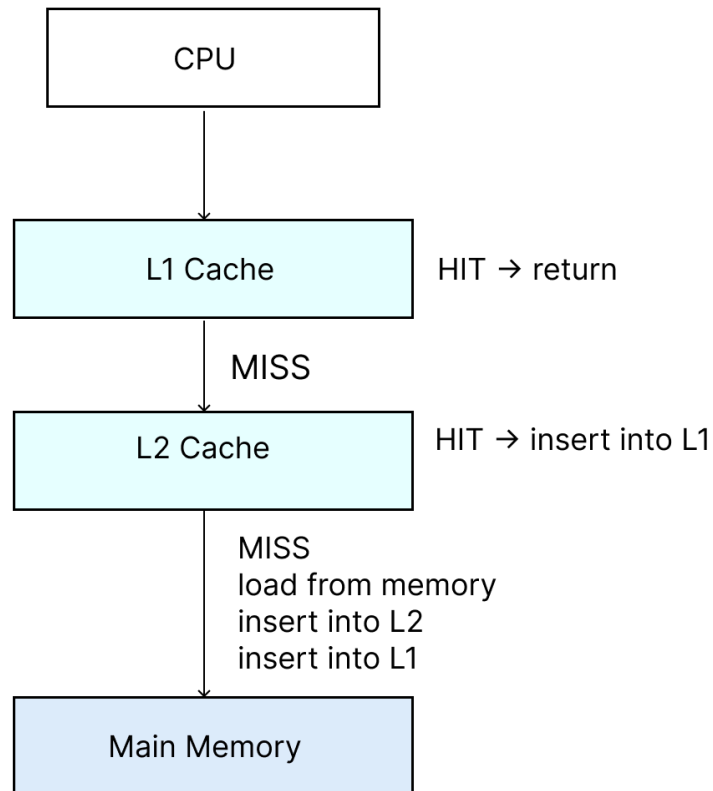 CPU
L1 Cache
HIT → return
MISS
L2 Cache
HIT → insert into L1
MISS
load from memory
insert into L2
insert into L1
Main Memory